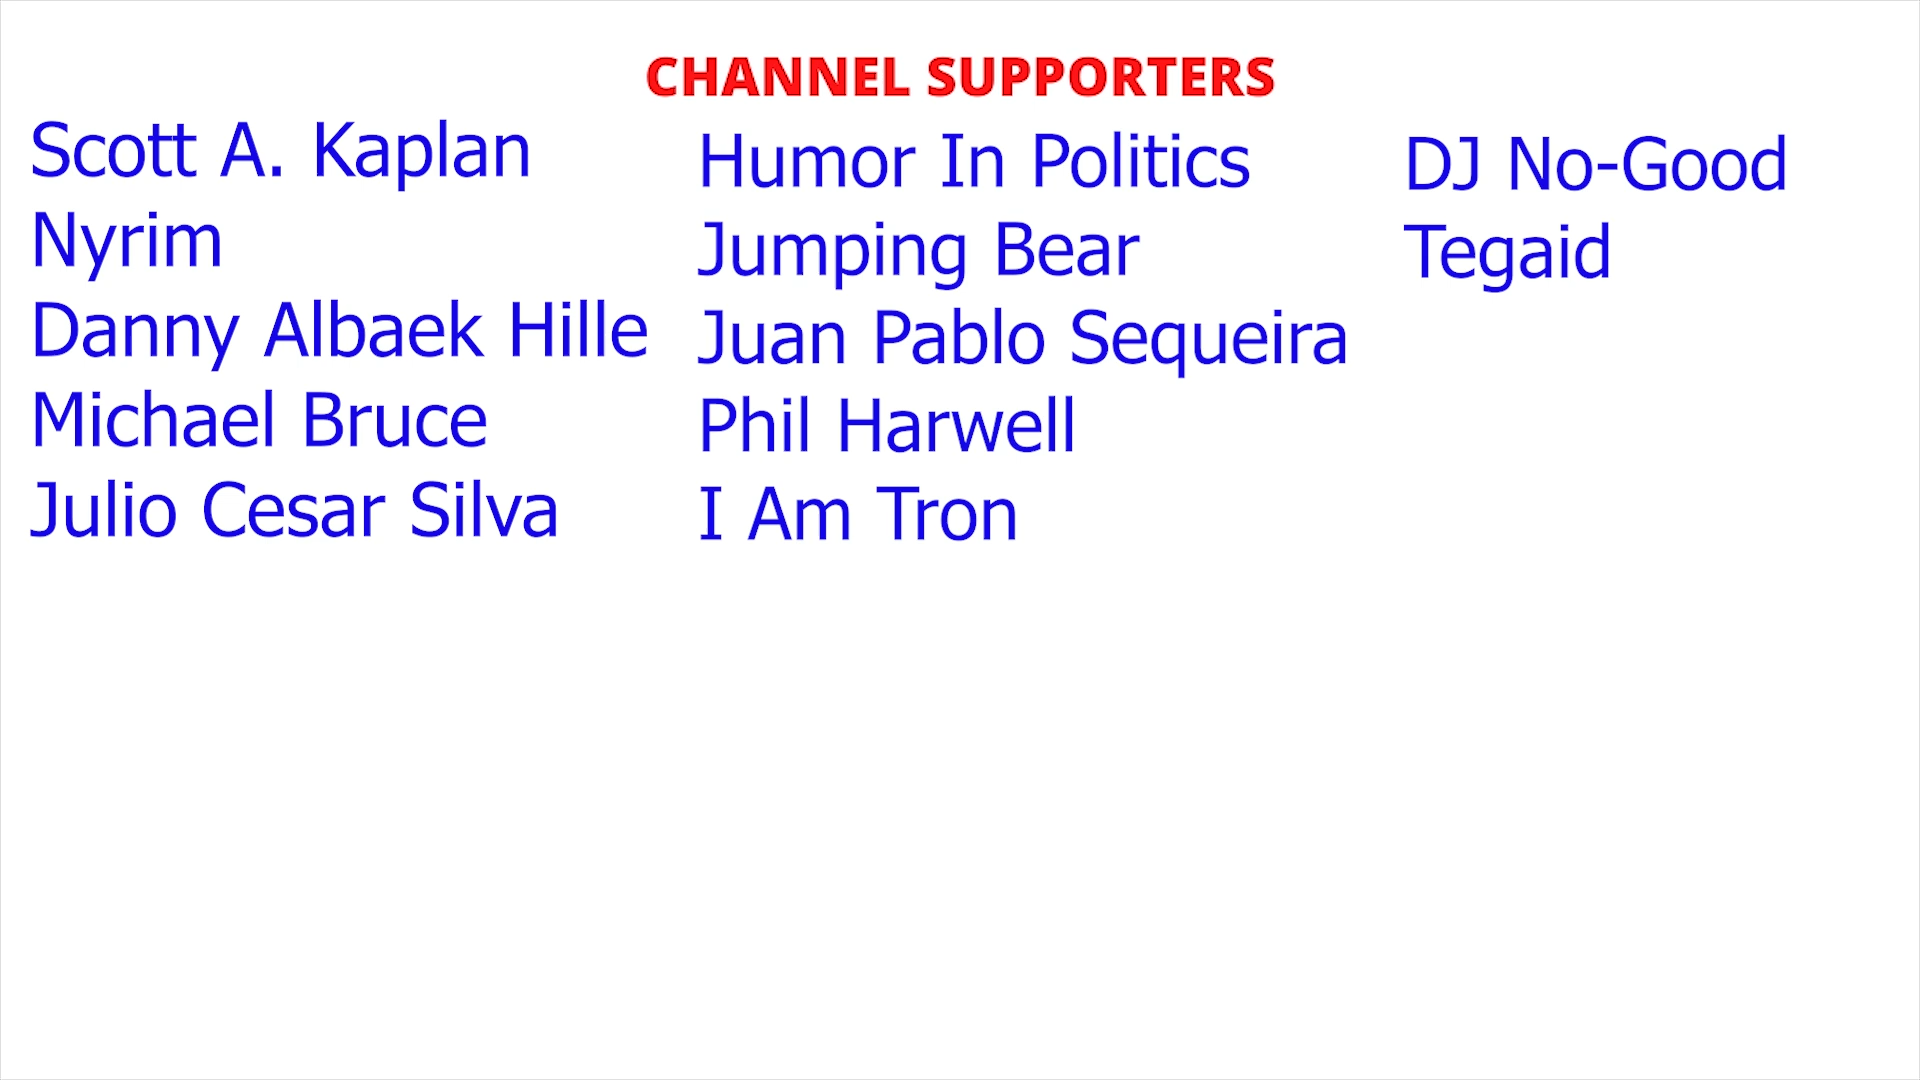 CHANNEL SUPPORTERS
Scott A. Kaplan
Nyrim
Danny Albaek Hille
Michael Bruce
Julio Cesar Silva
Humor In Politics
Jumping Bear
Juan Pablo Sequeira
Phil Harwell
I Am Tron
DJ No-Good
Tegaid